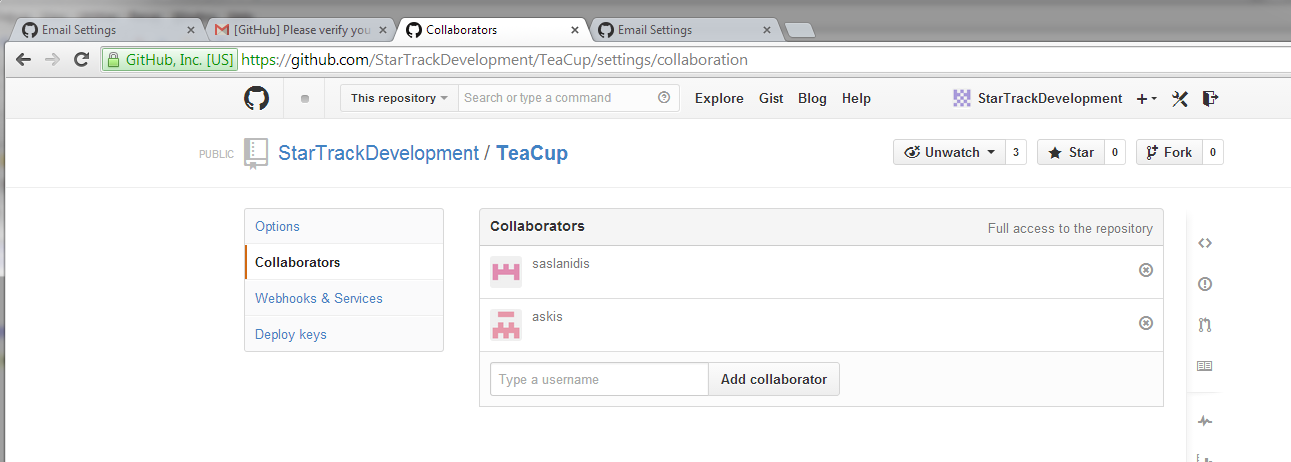 Email Settings
[GitHub] Please verify you
Collaborators
Email Settings
GitHub, Inc. [US] https://github.com/StarTrackDevelopment/TeaCup/settings/collaboration
This repository Search or type a command Explore Gist Blog Help StarTrackDevelopment
PUBLIC StarTrackDevelopment / TeaCup Unwatch 3 Star 0 Fork 0
Options
Collaborators
Webhooks & Services
Deploy keys
Collaborators Full access to the repository
saslanidis
askis
Type a username Add collaborator